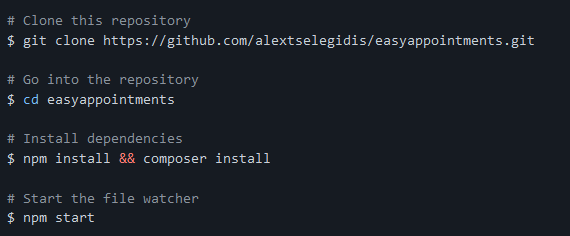 # Clone this repository
$ git clone https://github.com/alextselegidis/easyappointments.git
# Go into the repository
$ cd easyappointments
# Install dependencies
$ npm install && composer install
# Start the file watcher
$ npm start